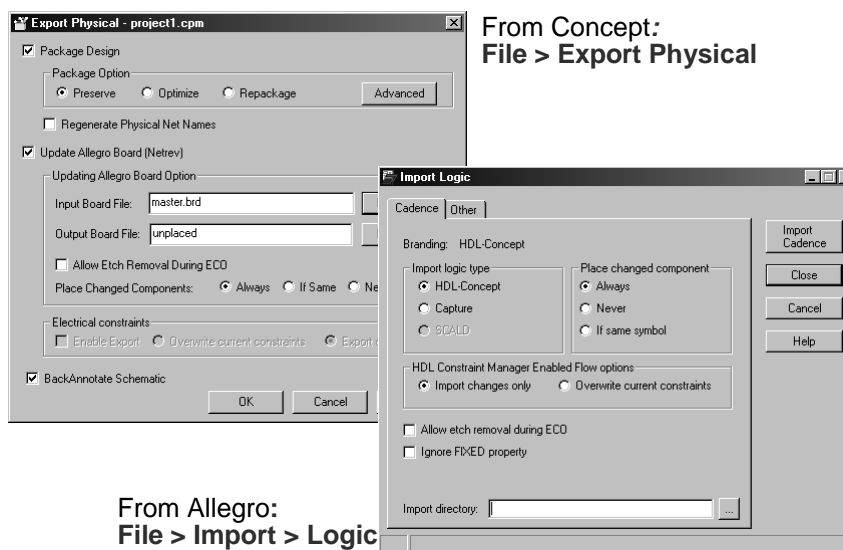 Export Physical - project1.cpm
Package Design
Package Option
Preserve Optimize Repackage Advanced
Regenerate Physical Net Names
Update Allegro Board (Netrev)
Updating Allegro Board Option
Input Board File: master.brd
Output Board File: unplaced
Allow Etch Removal During ECO
Place Changed Components: Always If Same
Electrical constraints
Enable Export Overwrite current constraints Export
BackAnnotate Schematic
OK Cancel
From Concept:
File > Export Physical
Import Logic
Cadence Other
Branding: HDL-Concept
Import logic type
HDL-Concept
Capture
SCALD
Place changed component
Always
Never
If same symbol
HDL Constraint Manager Enabled Flow options
Import changes only Overwrite current constraints
Allow etch removal during ECO
Ignore FIXED property
Import directory: ...
Import
Cadence
Close
Cancel
Help
From Allegro:
File > Import > Logic